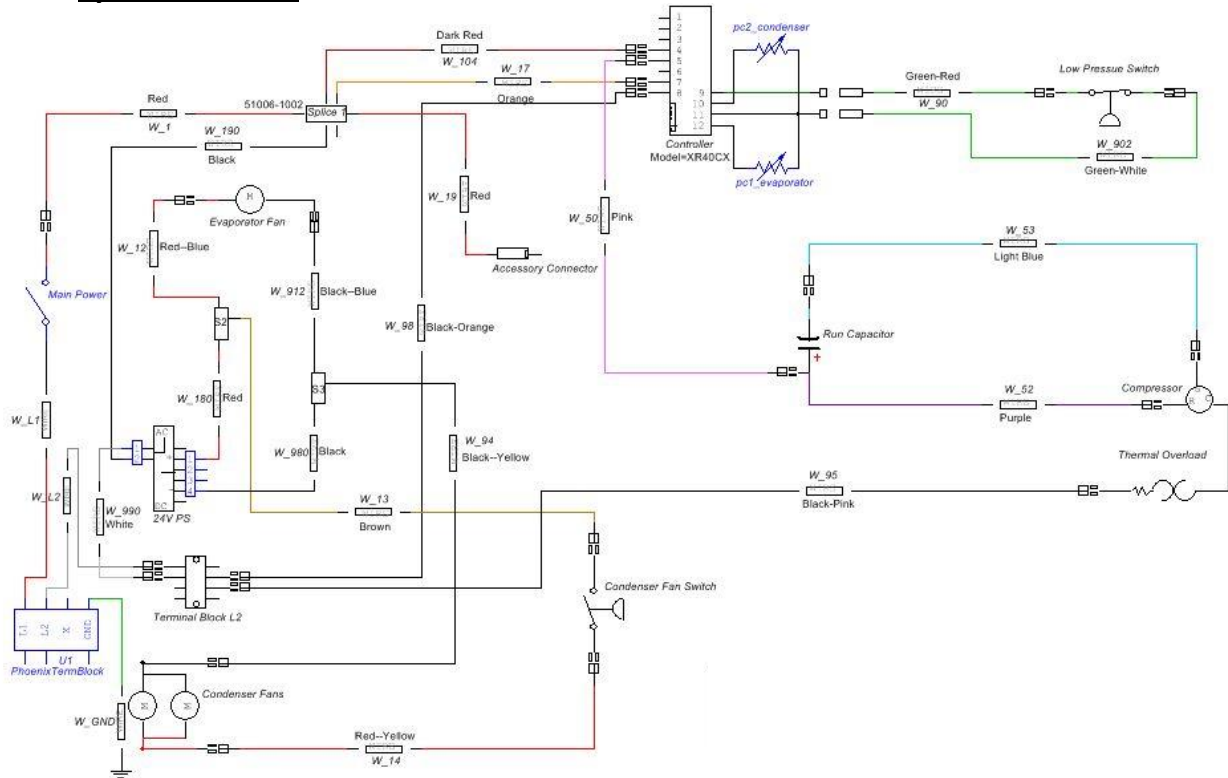 1
2
3
4
5
6
7
8
9
10
11
12
Controller
Model=XR40CX
pc2_condenser
pc1_evaporator
Dark Red
W_104
W_17
Orange
51006-1002
Splice 1
Red
W_1
W_190
Black
Green-Red
W_90
Low Pressue Switch
W_902
Green-White
M
Evaporator Fan
W_12
Red--Blue
W_912
Black--Blue
W_19
Red
Accessory Connector
W_50
Pink
W_53
Light Blue
Main Power
S2
W_98
Black-Orange
Run Capacitor
+
W_180
Red
S3
W_52
Purple
Compressor
S
R
C
W_L1
AC
DC
24V PS
W_980
Black
W_94
Black--Yellow
Thermal Overload
W_L2
W_990
White
W_13
Brown
W_95
Black-Pink
Terminal Block L2
Condenser Fan Switch
L1
L2
X
GND
U1
PhoenixTermBlock
W_GND
M
M
Condenser Fans
Red--Yellow
W_14